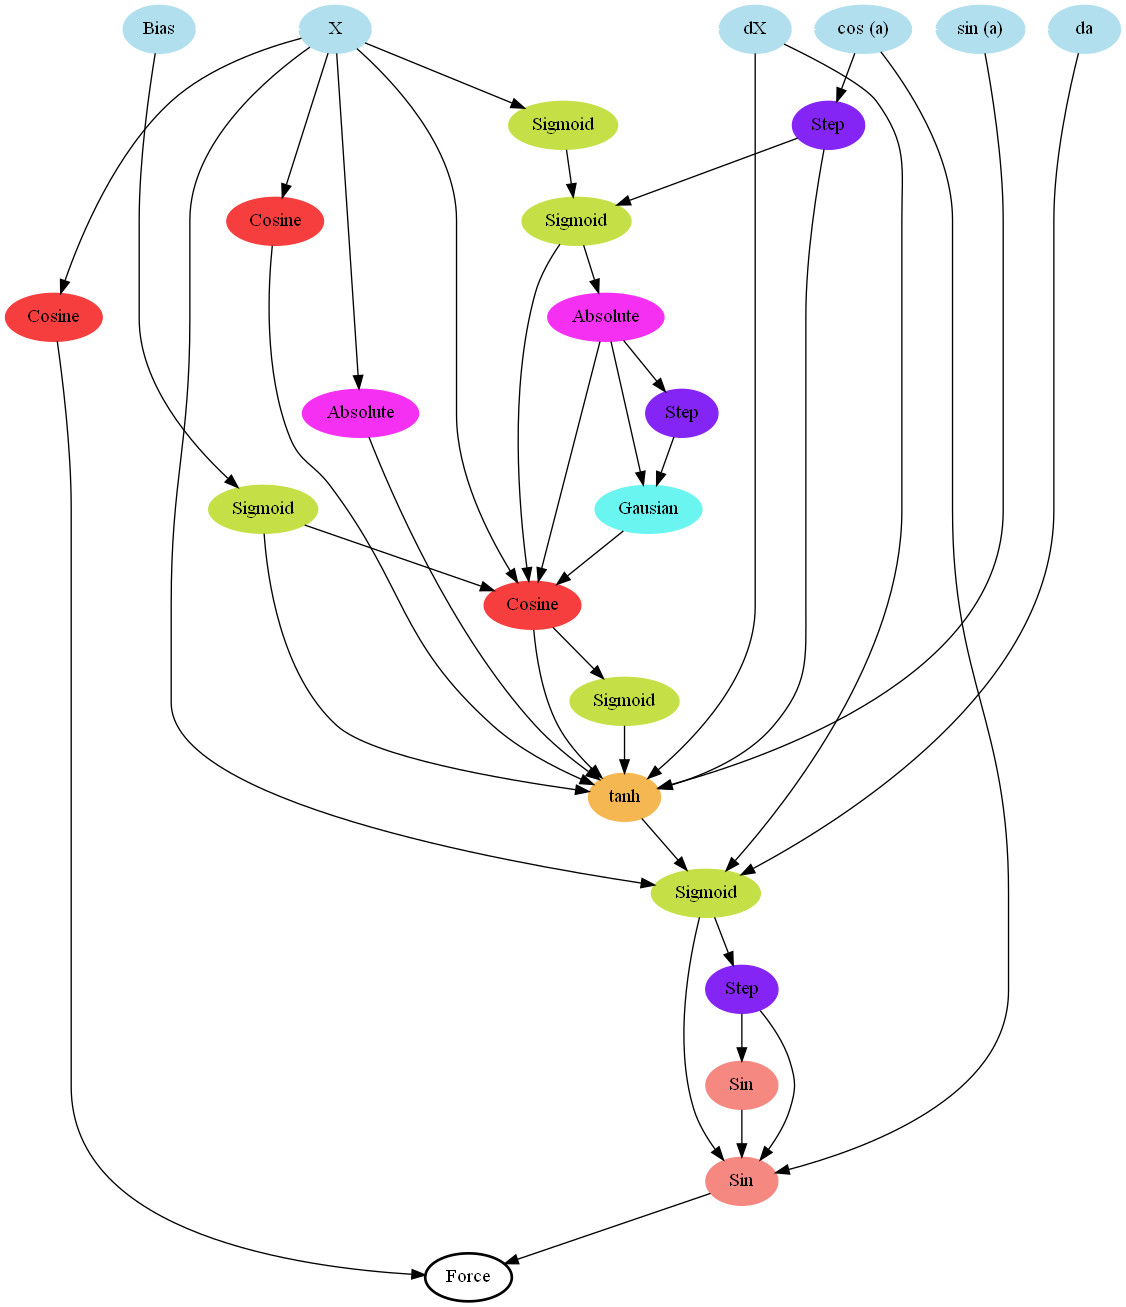 Bias
X
dX
cos (a)
sin (a)
da
Sigmoid
Step
Cosine
Sigmoid
Cosine
Absolute
Absolute
Step
Sigmoid
Gausian
Cosine
Sigmoid
tanh
Sigmoid
Step
Sin
Sin
Force